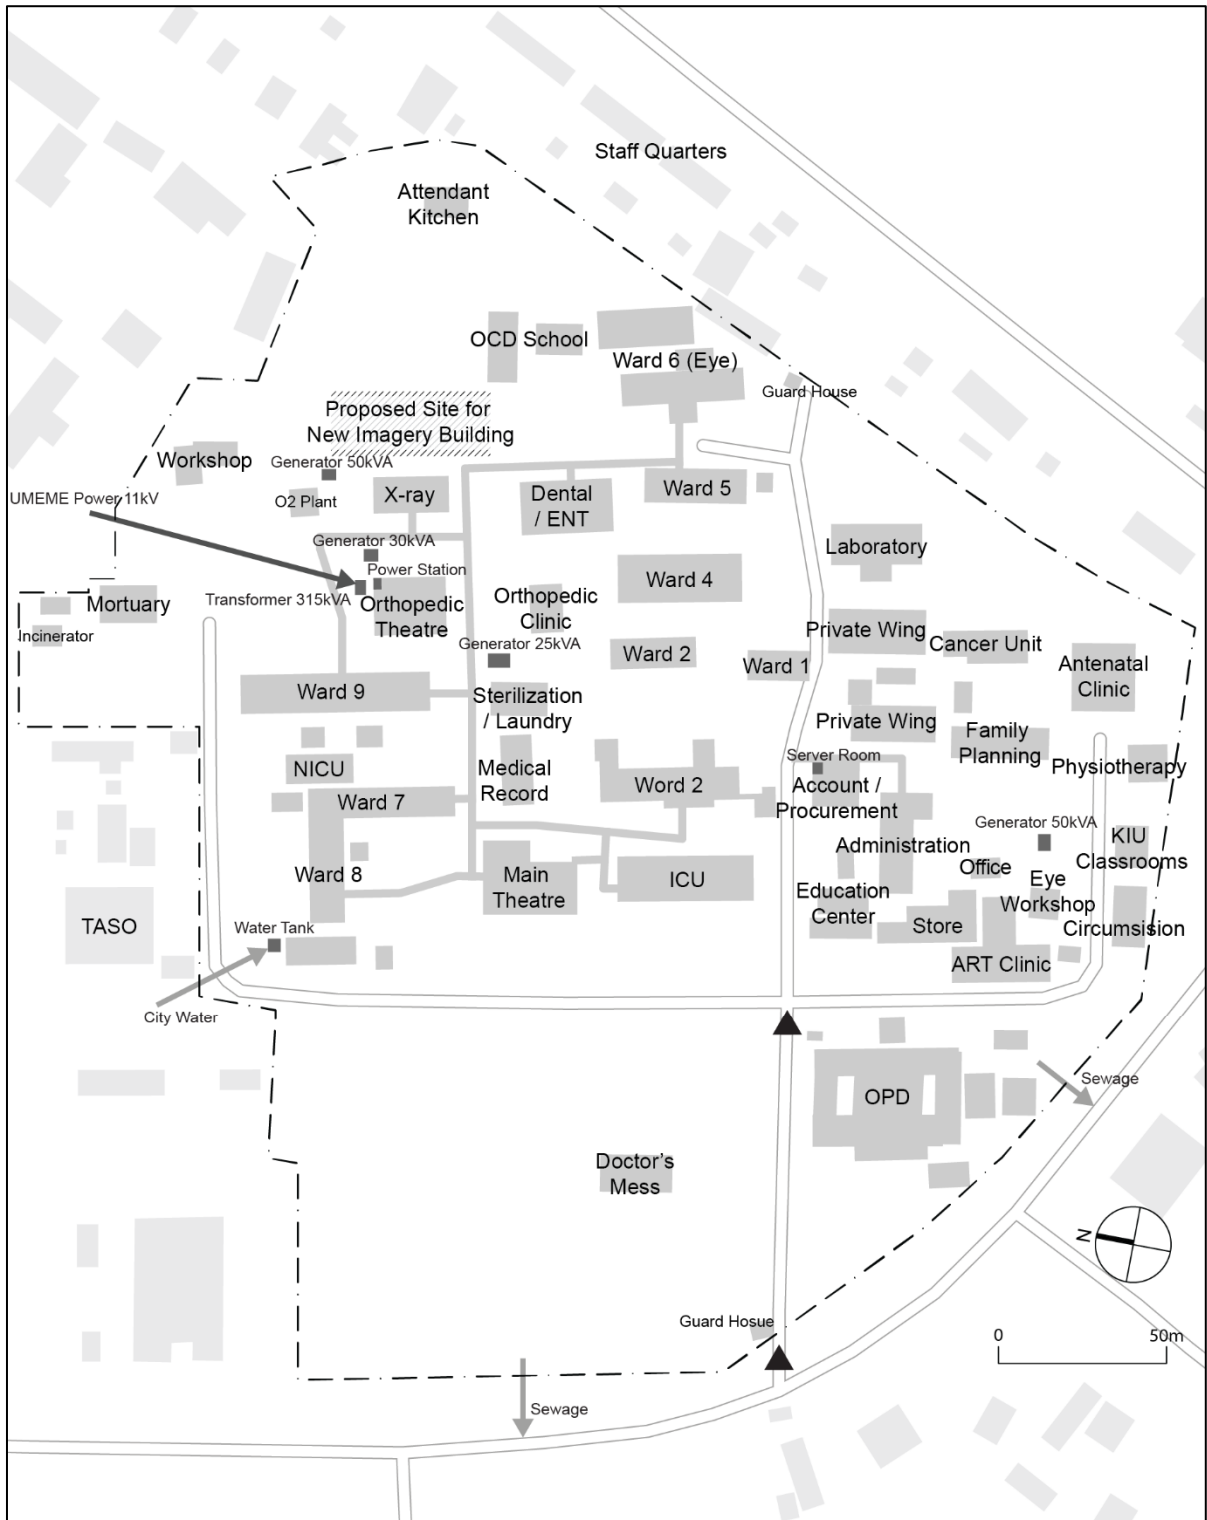 Staff Quarters
Attendant
Kitchen
OCD School
Ward 6 (Eye)
Guard House
Proposed Site for
New Imagery Building
Workshop
Generator 50kVA
UMEME Power 11kV
O2 Plant
X-ray
Dental
/ ENT
Ward 5
Generator 30kVA
Power Station
Transformer 315kVA
Orthopedic
Theatre
Orthopedic
Clinic
Ward 4
Laboratory
Mortuary
Incinerator
Generator 25kVA
Ward 2
Ward 1
Private Wing
Cancer Unit
Antenatal
Clinic
Ward 9
Sterilization
/ Laundry
Private Wing
Family
Planning
NICU
Medical
Record
Word 2
Server Room
Account /
Procurement
Physiotherapy
Ward 7
Generator 50kVA
Administration
KIU
Classrooms
Ward 8
Main
Theatre
ICU
Education
Center
Office
Eye
Workshop
Circumsision
TASO
Water Tank
Store
ART Clinic
City Water
OPD
Sewage
Doctor's
Mess
N
Guard Hosue
0
50m
Sewage